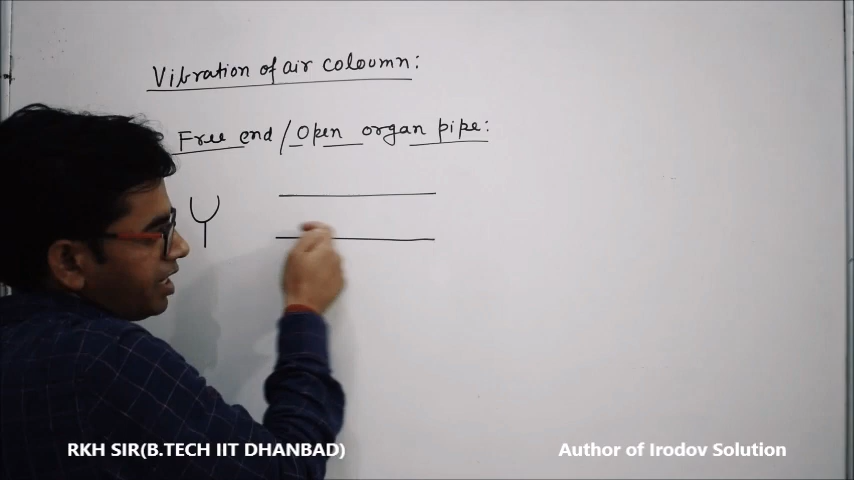 Vibration of air coloumn:
Free end / Open organ pipe:
RKH SIR(B.TECH IIT DHANBAD)
Author of Irodov Solution